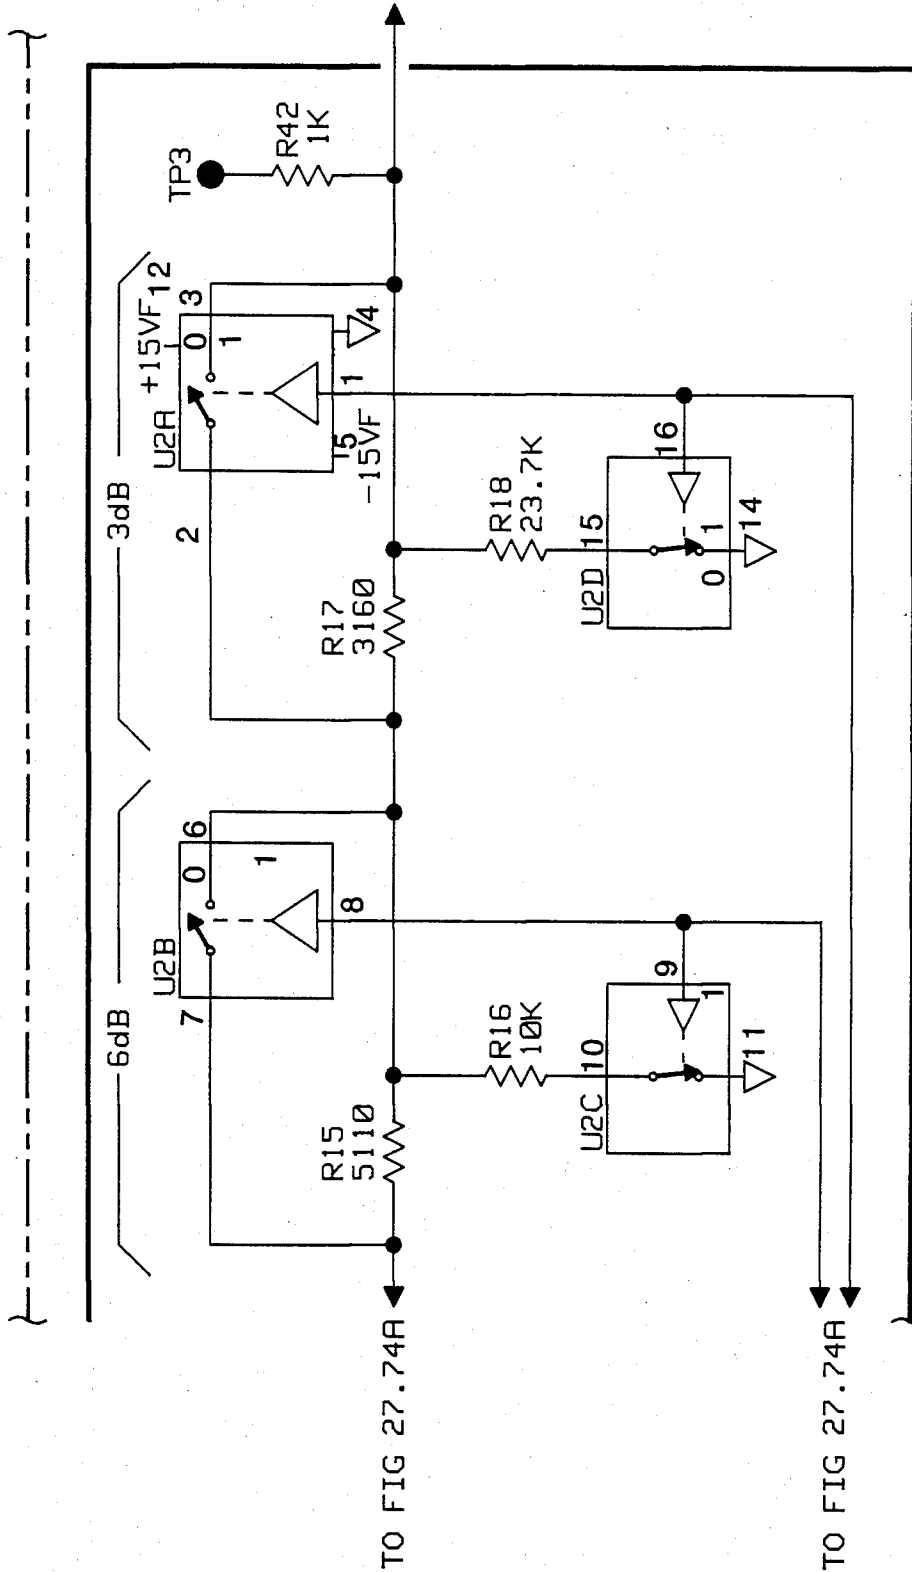 6dB
3dB
U2B
0
1
7
6
8
U2A
+15VF
12
0
1
2
3
4
1
5
-15VF
TP3
R42
1K
R15
5110
R17
3160
TO FIG 27.74A
R16
10K
R18
23.7K
U2C
10
9
1
11
U2D
15
16
0
1
14
TO FIG 27.74A